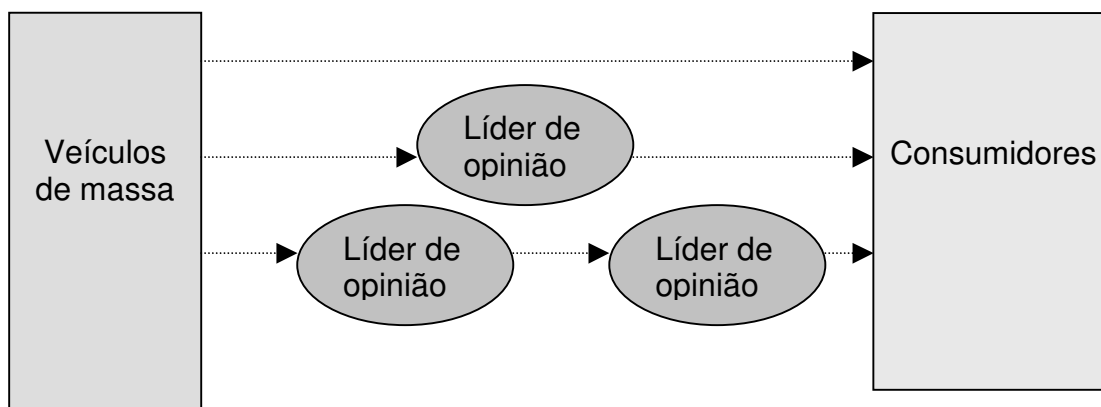 Veículos
de massa
Líder de
opinião
Consumidores
Líder de
opinião
Líder de
opinião